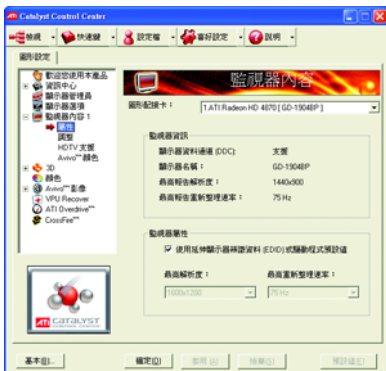 ATI Catalyst Control Center
檢視
快速鍵
設定檔
喜好設定
說明
圖形設定
歡迎您使用本產品
資訊中心
顯示器管理員
顯示器選項
監視器內容 1
屬性
調整
HDTV 支援
Avivo™ 顏色
3D
顏色
Avivo™ 影像
VPU Recover
ATI Overdrive™
CrossFire™
監視器內容
圖形配接卡：
1.ATI Radeon HD 4870 [ GD-1904BP ]
監視器資訊
顯示器資料通道 (DDC):
支援
顯示器名稱：
GD-1904BP
最高報告解析度：
1440x900
最高報告重新整理速率：
75 Hz
監視器屬性
使用延伸顯示器辨識資料 (EDID) 或驅動程式預設值
最高解析度：
最高重新整理速率：
1600x1200
75 Hz
ATI CATALYST
CONTROL CENTER
基本(B)...
確定(O)
套用(A)
捨棄(S)
預設值(E)